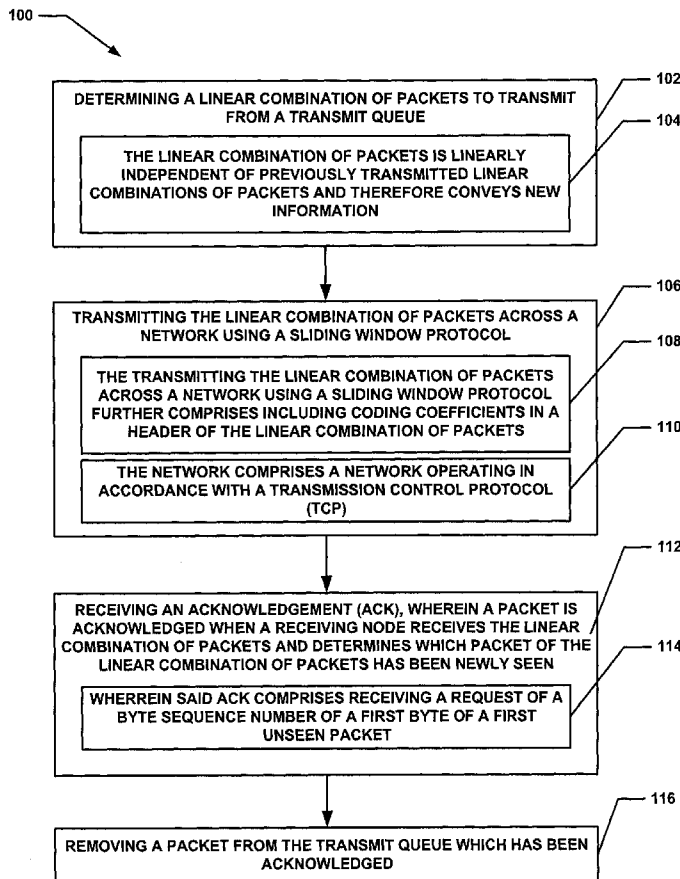 100
DETERMINING A LINEAR COMBINATION OF PACKETS TO TRANSMIT
FROM A TRANSMIT QUEUE
102
THE LINEAR COMBINATION OF PACKETS IS LINEARLY
INDEPENDENT OF PREVIOUSLY TRANSMITTED LINEAR
COMBINATIONS OF PACKETS AND THEREFORE CONVEYS NEW
INFORMATION
104
TRANSMITTING THE LINEAR COMBINATION OF PACKETS ACROSS A
NETWORK USING A SLIDING WINDOW PROTOCOL
106
THE TRANSMITTING THE LINEAR COMBINATION OF PACKETS
ACROSS A NETWORK USING A SLIDING WINDOW PROTOCOL
FURTHER COMPRISES INCLUDING CODING COEFFICIENTS IN A
HEADER OF THE LINEAR COMBINATION OF PACKETS
108
THE NETWORK COMPRISES A NETWORK OPERATING IN
ACCORDANCE WITH A TRANSMISSION CONTROL PROTOCOL
(TCP)
110
RECEIVING AN ACKNOWLEDGEMENT (ACK), WHEREIN A PACKET IS
ACKNOWLEDGED WHEN A RECEIVING NODE RECEIVES THE LINEAR
COMBINATION OF PACKETS AND DETERMINES WHICH PACKET OF THE
LINEAR COMBINATION OF PACKETS HAS BEEN NEWLY SEEN
112
WHERREIN SAID ACK COMPRISES RECEIVING A REQUEST OF A
BYTE SEQUENCE NUMBER OF A FIRST BYTE OF A FIRST
UNSEEN PACKET
114
REMOVING A PACKET FROM THE TRANSMIT QUEUE WHICH HAS BEEN
ACKNOWLEDGED
116